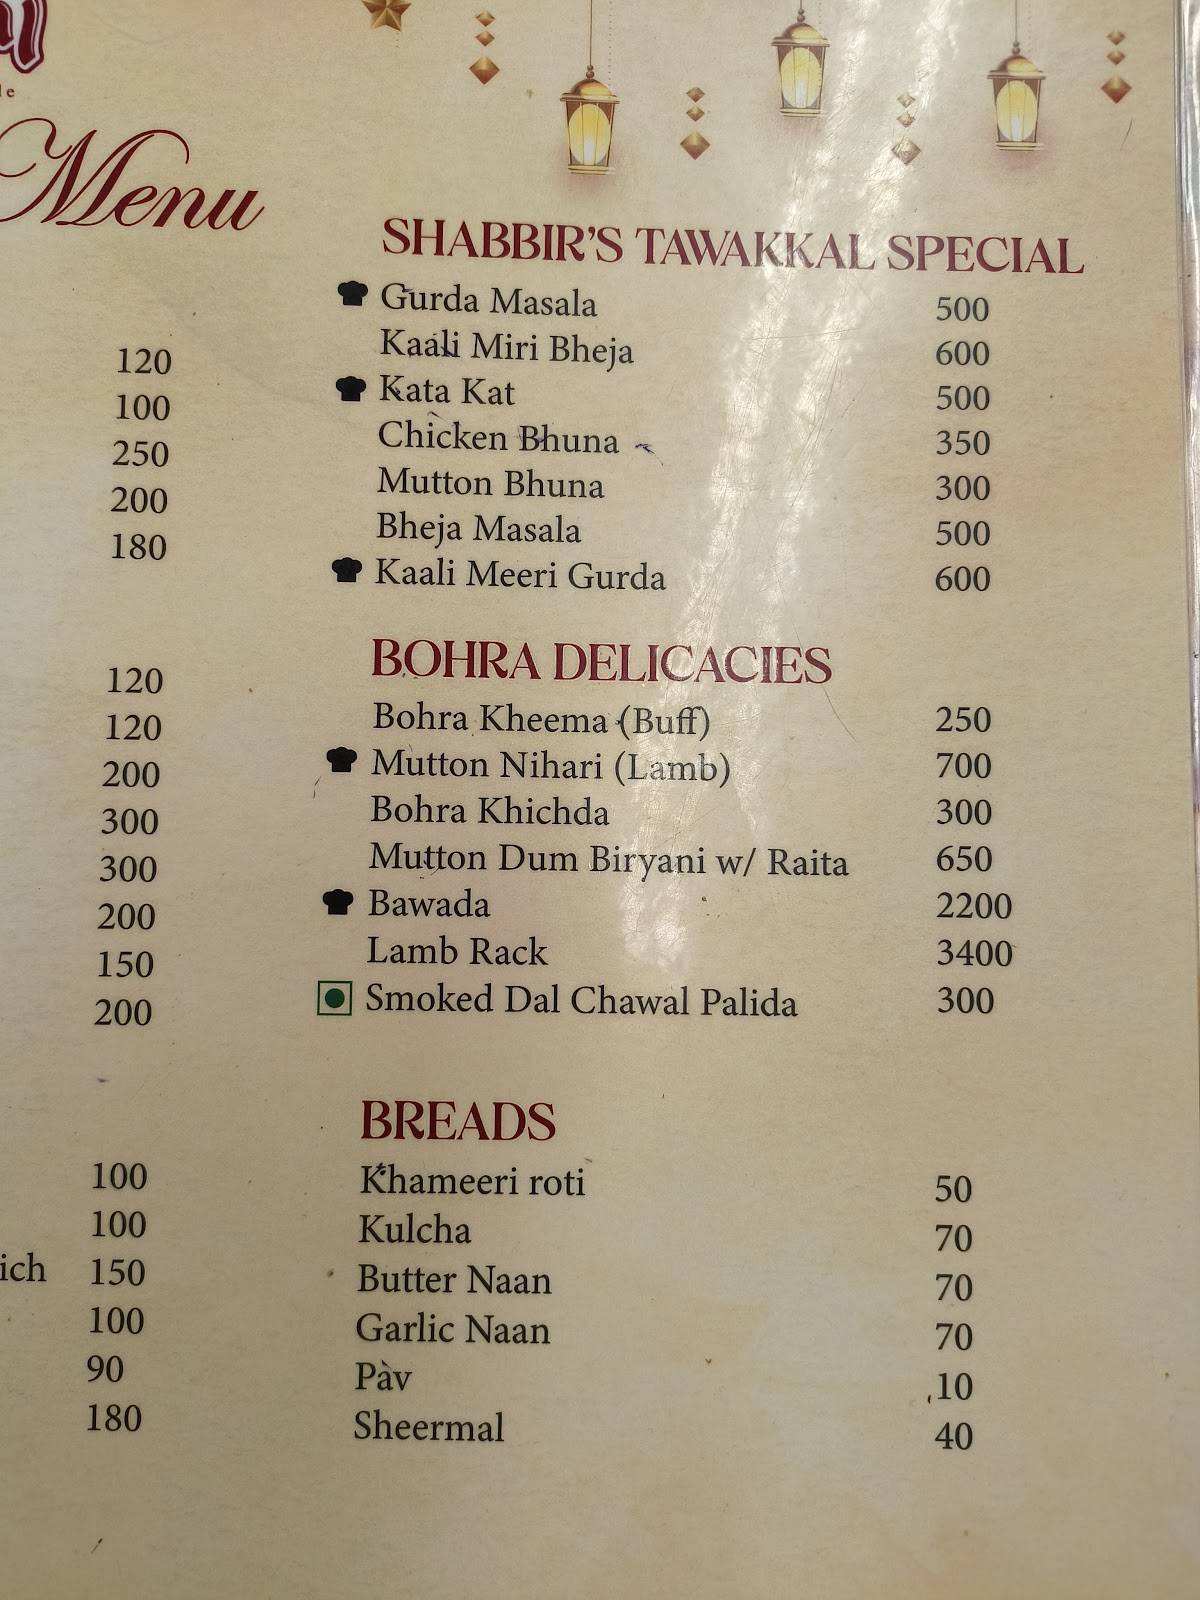 le
Menu
120
100
250
200
180
120
120
200
300
300
200
150
200
100
100
ich 150
100
90
180
SHABBIR'S TAWAKKAL SPECIAL
Gurda Masala 500
Kaali Miri Bheja 600
Kata Kat 500
Chicken Bhuna 350
Mutton Bhuna 300
Bheja Masala 500
Kaali Meeri Gurda 600
BOHRA DELICACIES
Bohra Kheema (Buff) 250
Mutton Nihari (Lamb) 700
Bohra Khichda 300
Mutton Dum Biryani w/ Raita 650
Bawada 2200
Lamb Rack 3400
Smoked Dal Chawal Palida 300
BREADS
Khameeri roti 50
Kulcha 70
Butter Naan 70
Garlic Naan 70
Pav 10
Sheermal 40